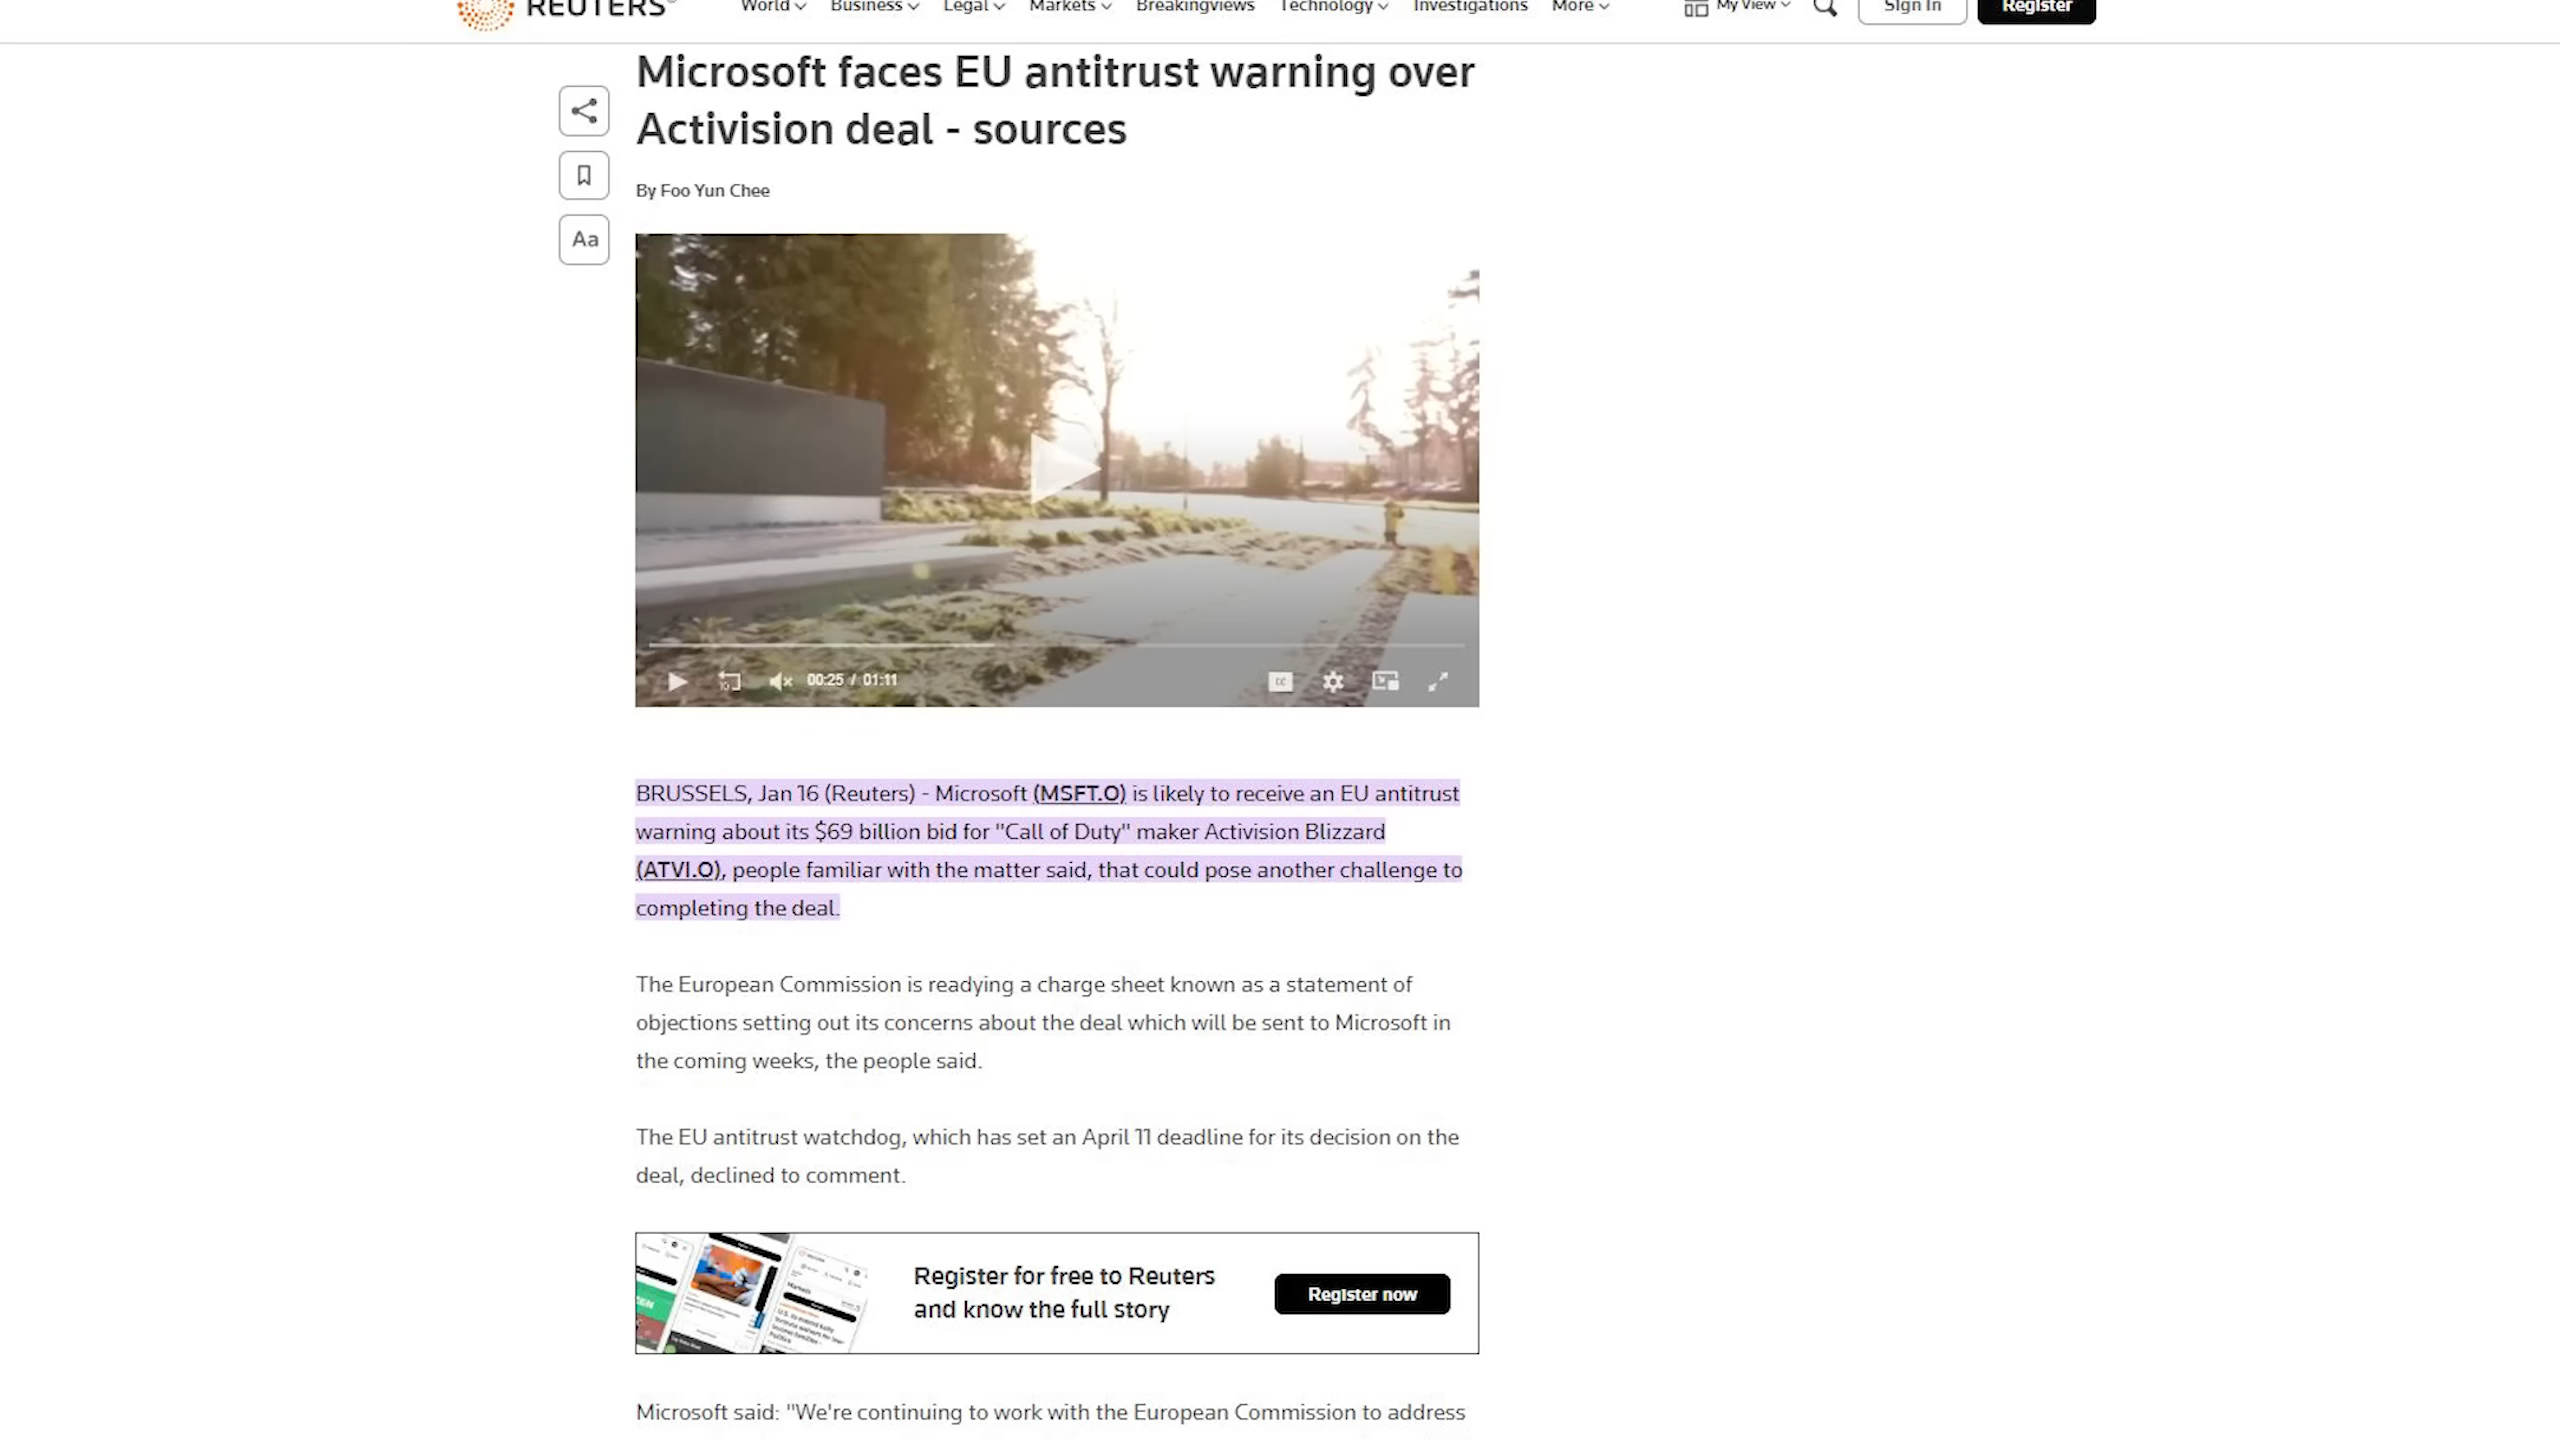 REUTERS
World Business Legal Markets Breakingviews Technology Investigations More My View Sign In Register
Microsoft faces EU antitrust warning over
Activision deal - sources
By Foo Yun Chee
Aa
00:25 / 01:11
BRUSSELS, Jan 16 (Reuters) - Microsoft (MSFT.O) is likely to receive an EU antitrust
warning about its $69 billion bid for "Call of Duty" maker Activision Blizzard
(ATVI.O), people familiar with the matter said, that could pose another challenge to
completing the deal.
The European Commission is readying a charge sheet known as a statement of
objections setting out its concerns about the deal which will be sent to Microsoft in
the coming weeks, the people said.
The EU antitrust watchdog, which has set an April 11 deadline for its decision on the
deal, declined to comment.
Register for free to Reuters
and know the full story
Register now
Microsoft said: "We're continuing to work with the European Commission to address